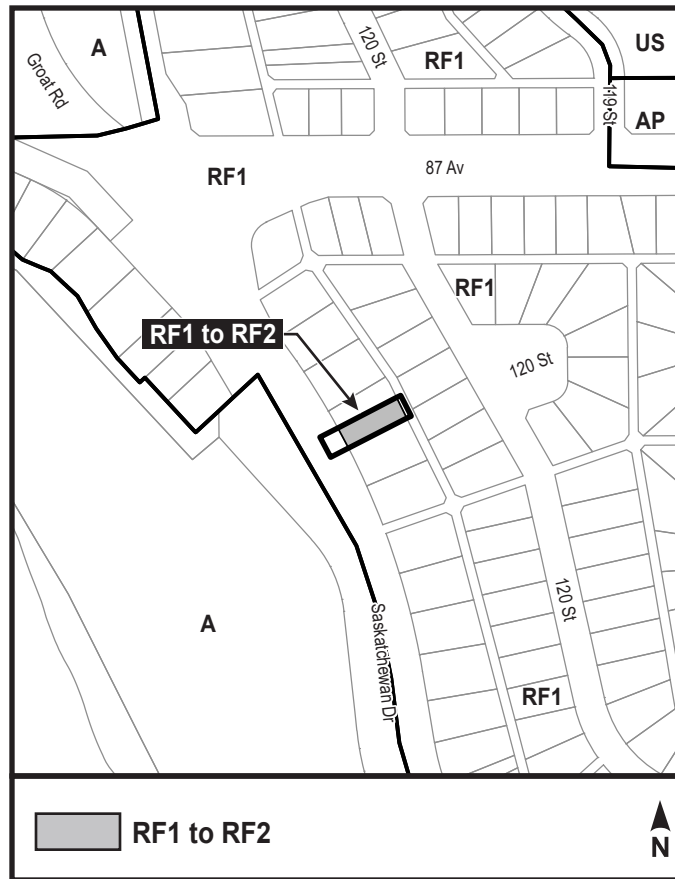 A
Groat Rd
120 St
RF1
US
119 St
AP
RF1
87 Av
RF1
RF1 to RF2
120 St
A
Saskatchewan Dr
120 St
RF1
RF1 to RF2
N